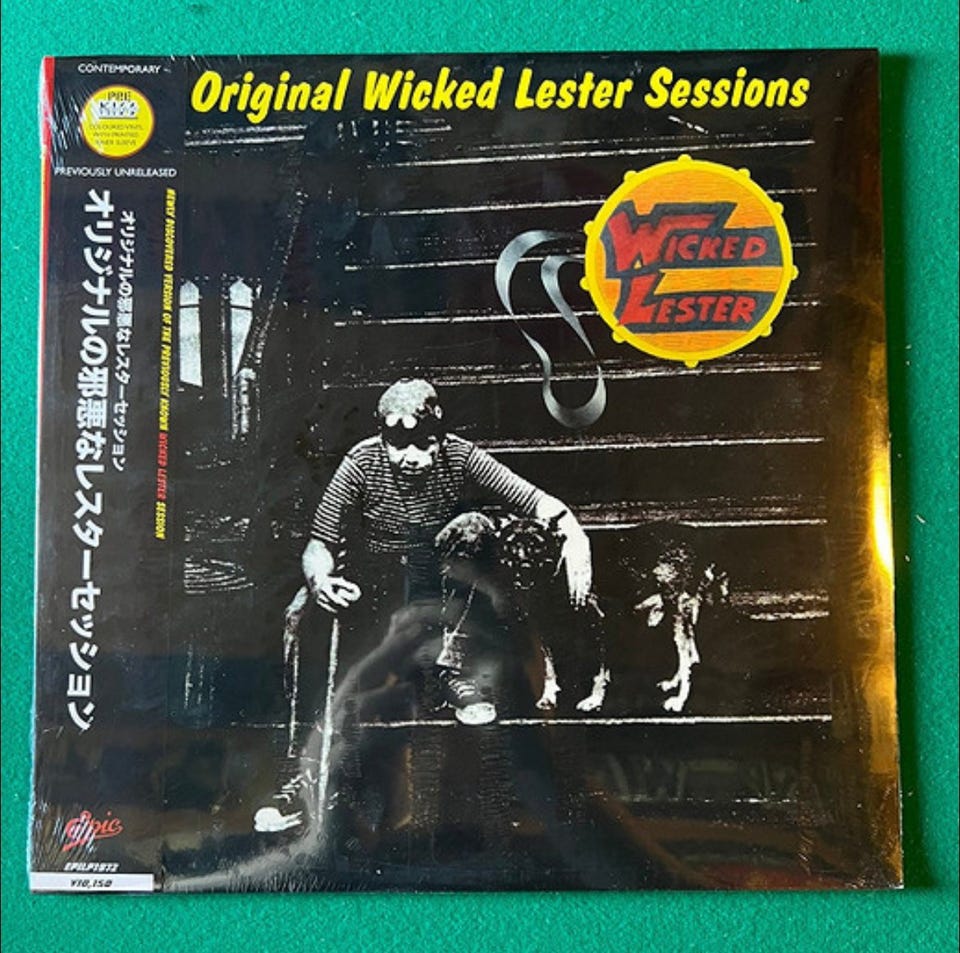 CONTEMPORARY
PRE
KISS
COLOURED VINYL
WITH PRINTED
INNER SLEEVE
PREVIOUSLY UNRELEASED
Original Wicked Lester Sessions
WICKED
LESTER
NEWLY DISCOVERED VERSION OF THE PREVIOUSLY KNOWN WICKED LESTER SESSION
オリジナルの邪悪なレスターセッション
オリジナルの邪悪なレスターセッション
Epic
EPILP1972
¥10,150